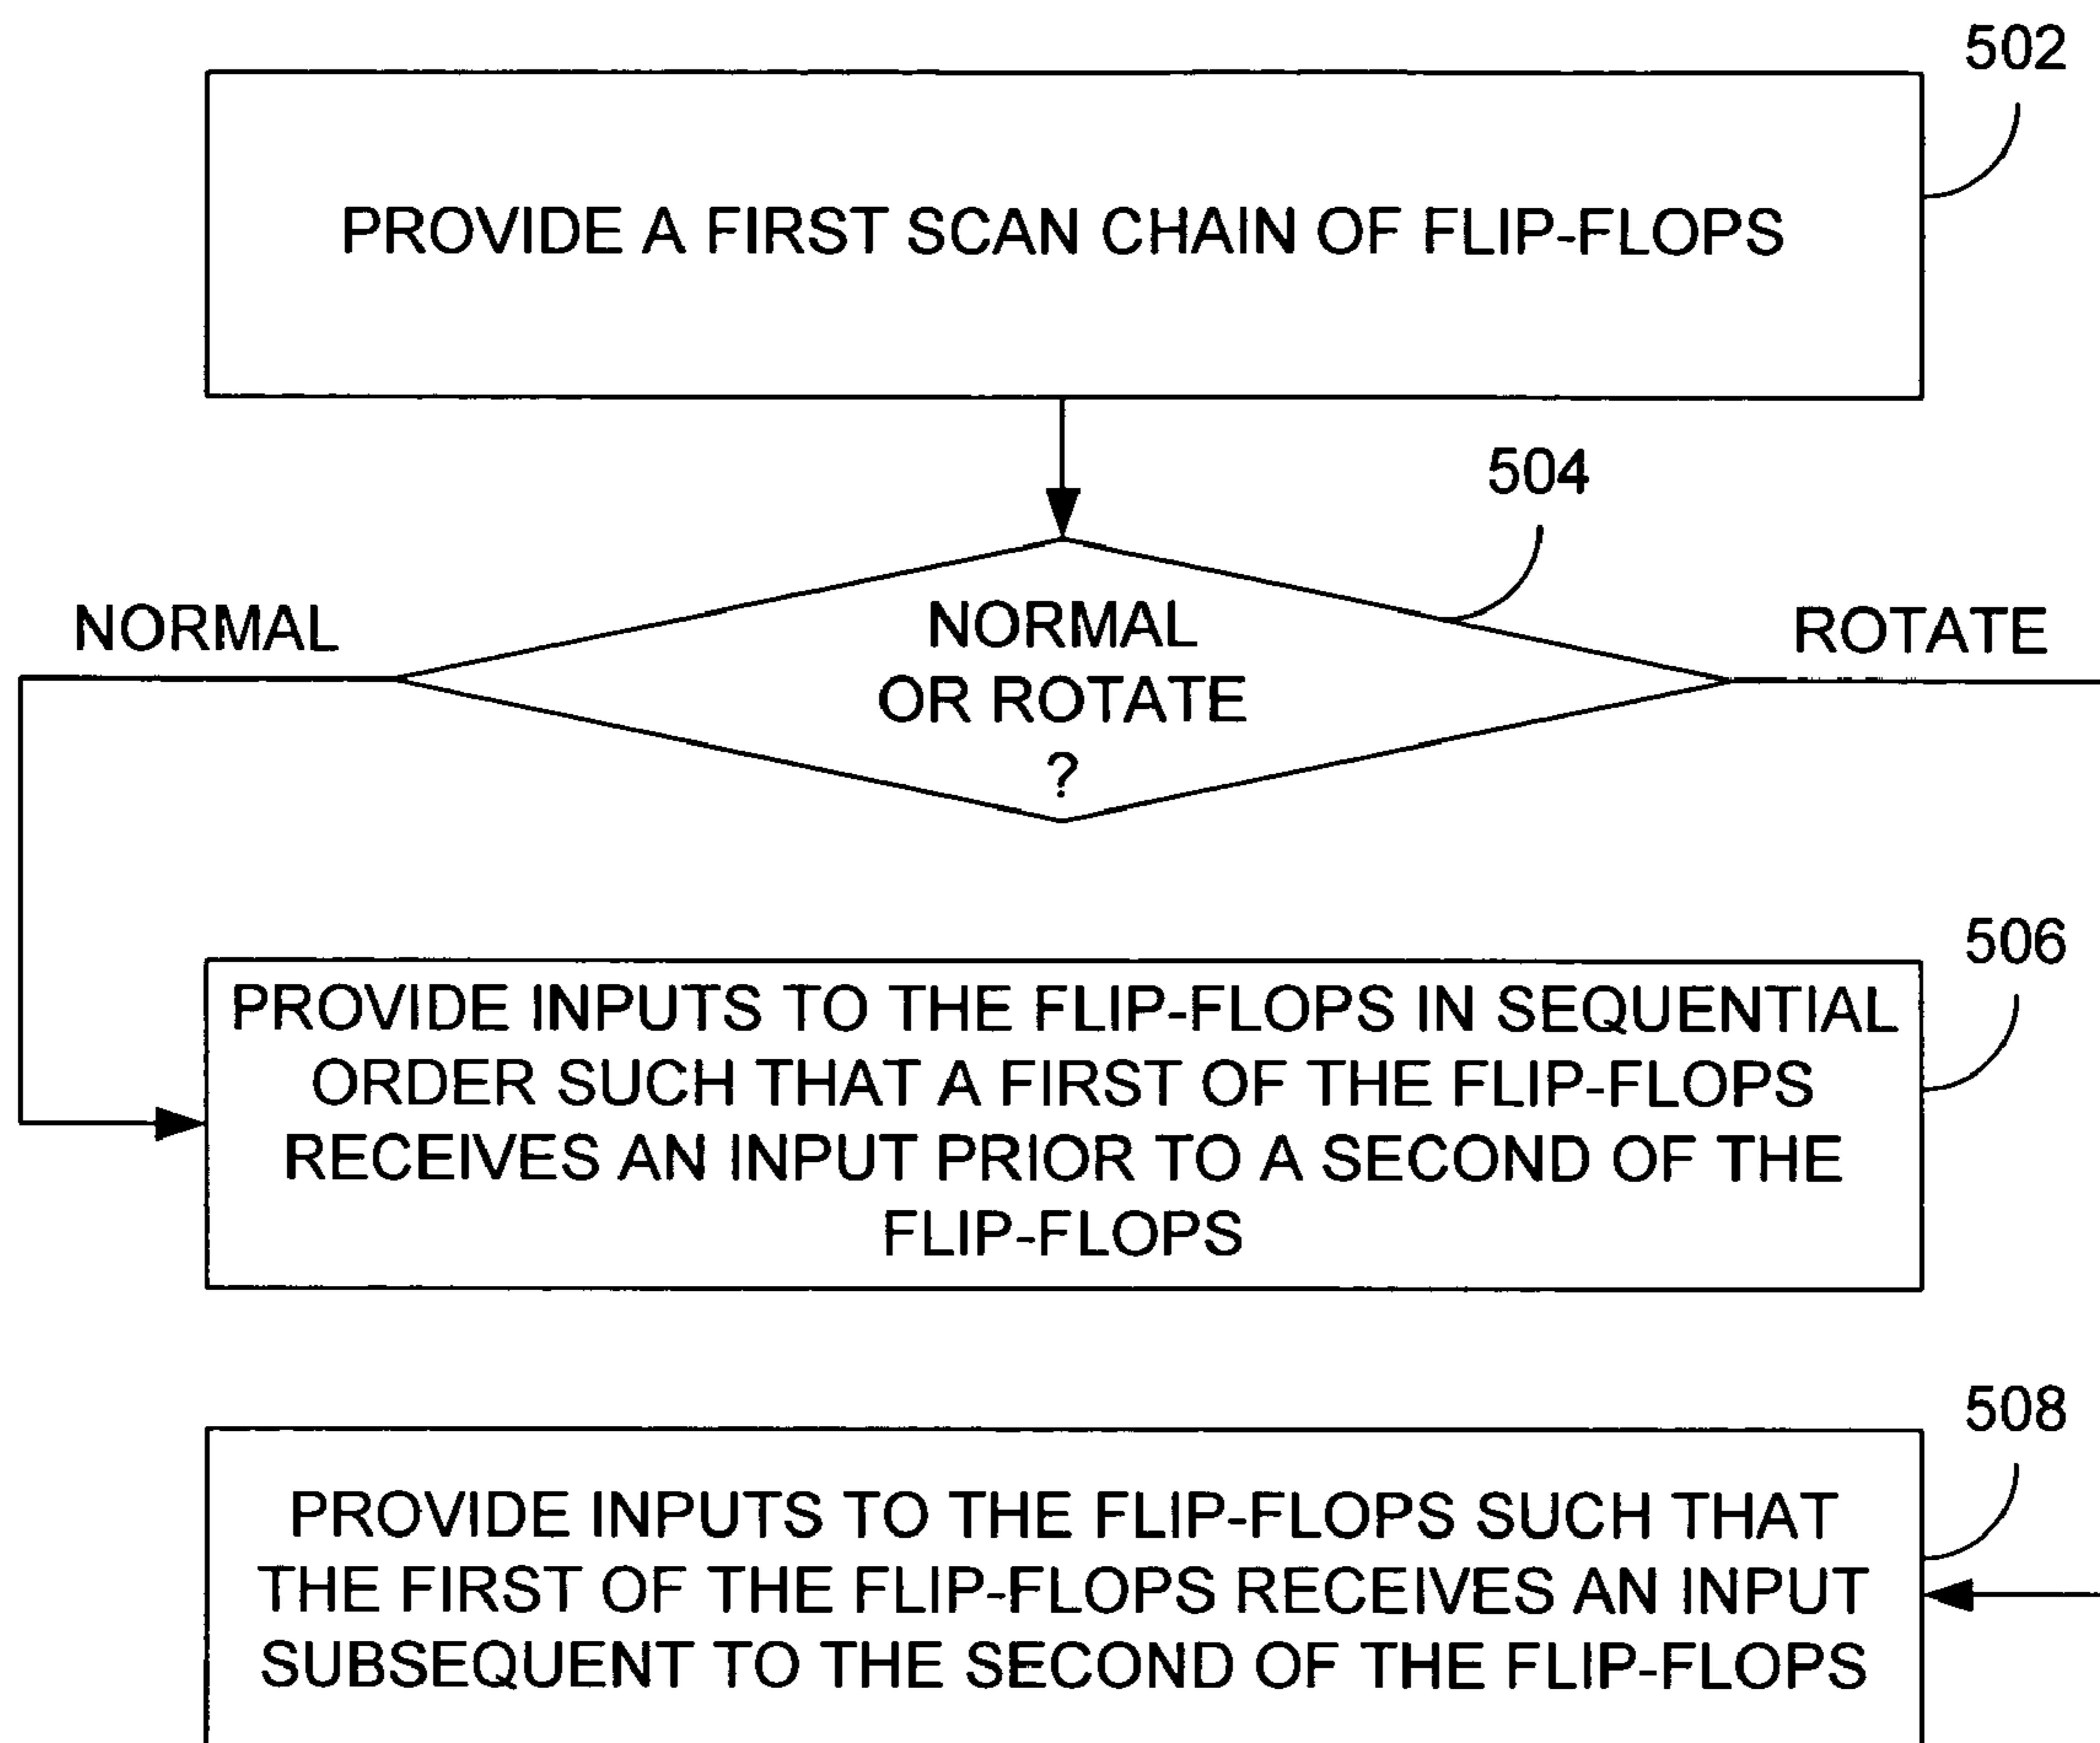 502
PROVIDE A FIRST SCAN CHAIN OF FLIP-FLOPS
504
NORMAL
NORMAL
OR ROTATE
?
ROTATE
506
PROVIDE INPUTS TO THE FLIP-FLOPS IN SEQUENTIAL
ORDER SUCH THAT A FIRST OF THE FLIP-FLOPS
RECEIVES AN INPUT PRIOR TO A SECOND OF THE
FLIP-FLOPS
508
PROVIDE INPUTS TO THE FLIP-FLOPS SUCH THAT
THE FIRST OF THE FLIP-FLOPS RECEIVES AN INPUT
SUBSEQUENT TO THE SECOND OF THE FLIP-FLOPS